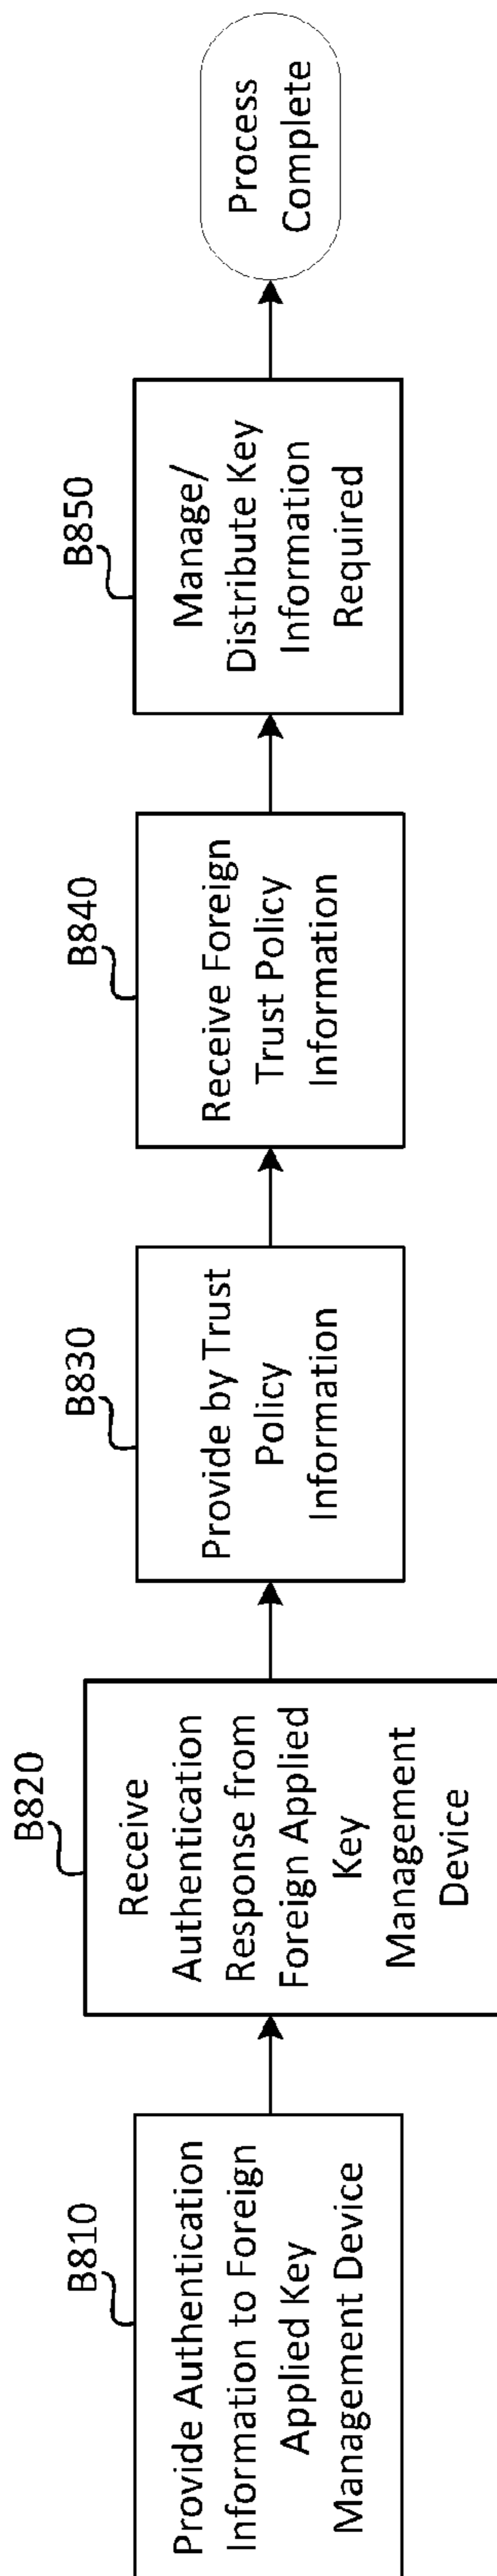 B810
Provide Authentication
Information to Foreign
Applied Key
Management Device
B820
Receive
Authentication
Response from
Foreign Applied
Key
Management
Device
B830
Provide by Trust
Policy
Information
B840
Receive Foreign
Trust Policy
Information
B850
Manage/
Distribute Key
Information
Required
Process
Complete